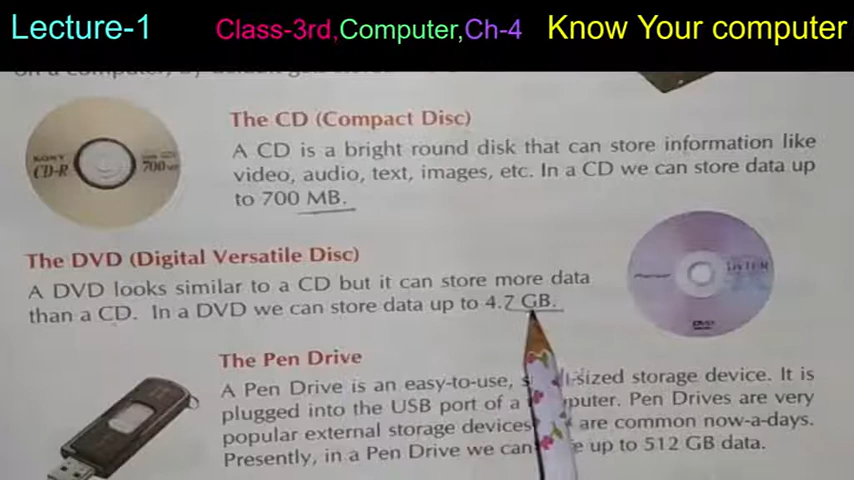 Lecture-1 Class-3rd,Computer,Ch-4 Know Your computer
on a computer, by default gets
The CD (Compact Disc)
A CD is a bright round disk that can store information like
video, audio, text, images, etc. In a CD we can store data up
to 700 MB.
SONY
CD-R
700
The DVD (Digital Versatile Disc)
A DVD looks similar to a CD but it can store more data
than a CD. In a DVD we can store data up to 4.7 GB.
DVD
The Pen Drive
A Pen Drive is an easy-to-use, -sized storage device. It is
plugged into the USB port of a Pen Drives are very
popular external storage devices are common now-a-days.
Presently, in a Pen Drive we can up to 512 GB data.